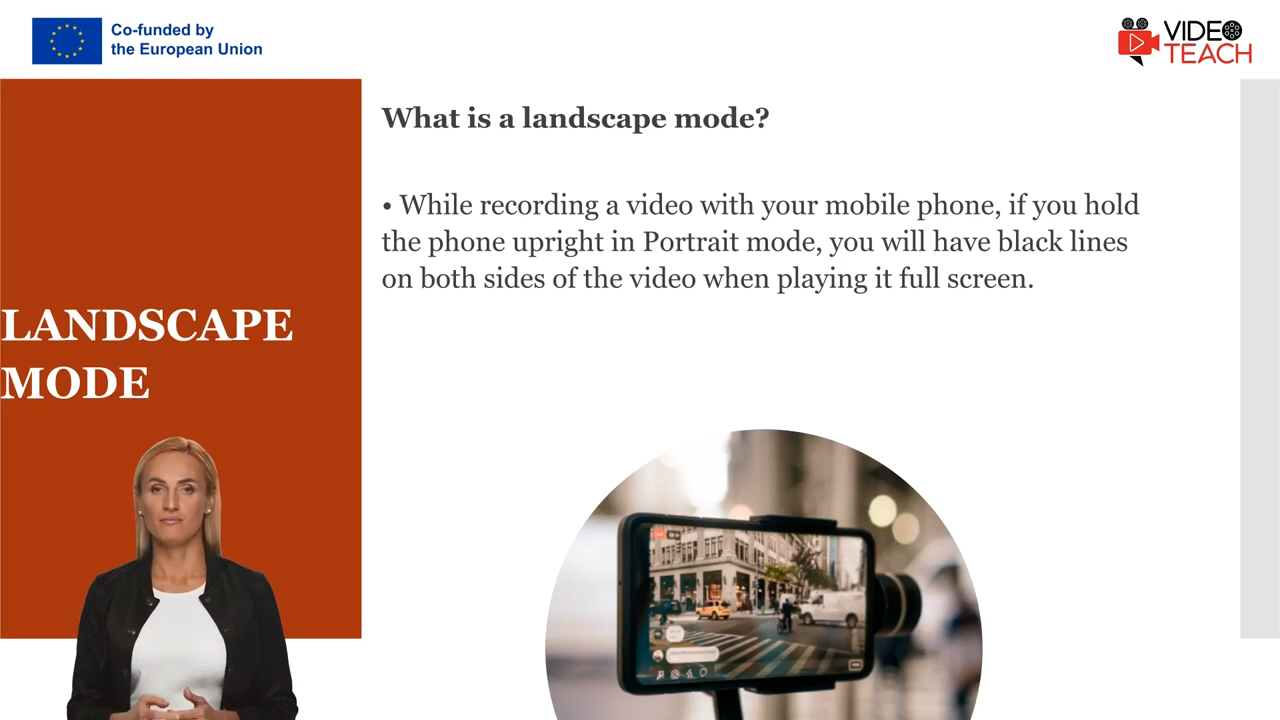 Co-funded by
the European Union
VIDEO
TEACH
What is a landscape mode?
• While recording a video with your mobile phone, if you hold
the phone upright in Portrait mode, you will have black lines
on both sides of the video when playing it full screen.
LANDSCAPE
MODE